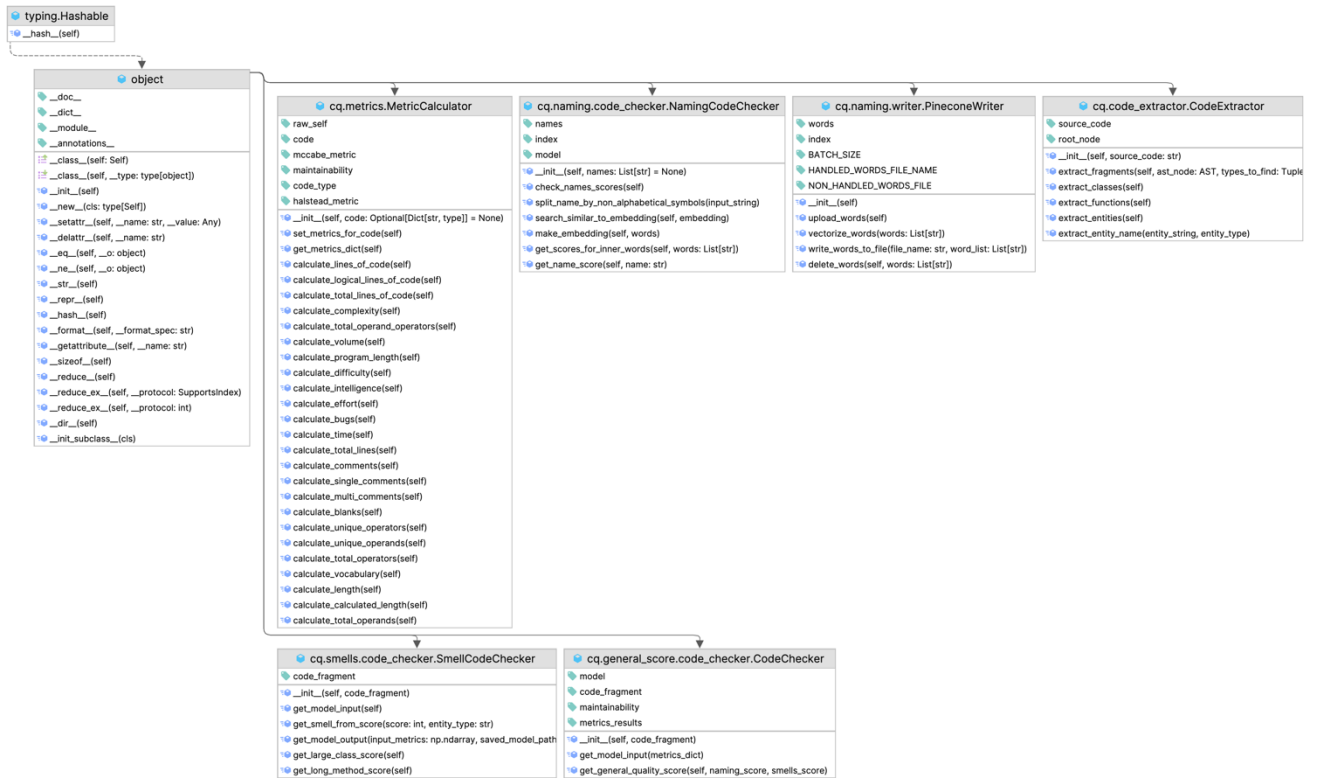 typing.Hashable
__hash__(self)
object
__doc__
__dict__
__module__
__annotations__
__class__(self: Self)
__class__(self, __type: type[object])
__init__(self)
__new__(cls: type[Self])
__setattr__(self, __name: str, __value: Any)
__delattr__(self, __name: str)
__eq__(self, __o: object)
__ne__(self, __o: object)
__str__(self)
__repr__(self)
__hash__(self)
__format__(self, __format_spec: str)
__getattribute__(self, __name: str)
__sizeof__(self)
__reduce__(self)
__reduce_ex__(self, __protocol: SupportsIndex)
__reduce_ex__(self, __protocol: int)
__dir__(self)
__init_subclass__(cls)
cq.metrics.MetricCalculator
raw_self
code
mccabe_metric
maintainability
code_type
halstead_metric
__init__(self, code: Optional[Dict[str, type]] = None)
set_metrics_for_code(self)
get_metrics_dict(self)
calculate_lines_of_code(self)
calculate_logical_lines_of_code(self)
calculate_total_lines_of_code(self)
calculate_complexity(self)
calculate_total_operand_operators(self)
calculate_volume(self)
calculate_program_length(self)
calculate_difficulty(self)
calculate_intelligence(self)
calculate_effort(self)
calculate_bugs(self)
calculate_time(self)
calculate_total_lines(self)
calculate_comments(self)
calculate_single_comments(self)
calculate_multi_comments(self)
calculate_blanks(self)
calculate_unique_operators(self)
calculate_unique_operands(self)
calculate_total_operators(self)
calculate_vocabulary(self)
calculate_length(self)
calculate_calculated_length(self)
calculate_total_operands(self)
cq.naming.code_checker.NamingCodeChecker
names
index
model
__init__(self, names: List[str] = None)
check_names_scores(self)
split_name_by_non_alphabetical_symbols(input_string)
search_similar_to_embedding(self, embedding)
make_embedding(self, words)
get_scores_for_inner_words(self, words: List[str])
get_name_score(self, name: str)
cq.naming.writer.PineconeWriter
words
index
BATCH_SIZE
HANDLED_WORDS_FILE_NAME
NON_HANDLED_WORDS_FILE
__init__(self)
upload_words(self)
vectorize_words(words: List[str])
write_words_to_file(file_name: str, word_list: List[str])
delete_words(self, words: List[str])
cq.code_extractor.CodeExtractor
source_code
root_node
__init__(self, source_code: str)
extract_fragments(self, ast_node: AST, types_to_find: Tuple
extract_classes(self)
extract_functions(self)
extract_entities(self)
extract_entity_name(entity_string, entity_type)
cq.smells.code_checker.SmellCodeChecker
code_fragment
__init__(self, code_fragment)
get_model_input(self)
get_smell_from_score(score: int, entity_type: str)
get_model_output(input_metrics: np.ndarray, saved_model_path
get_large_class_score(self)
get_long_method_score(self)
cq.general_score.code_checker.CodeChecker
model
code_fragment
maintainability
metrics_results
__init__(self, code_fragment)
get_model_input(metrics_dict)
get_general_quality_score(self, naming_score, smells_score)